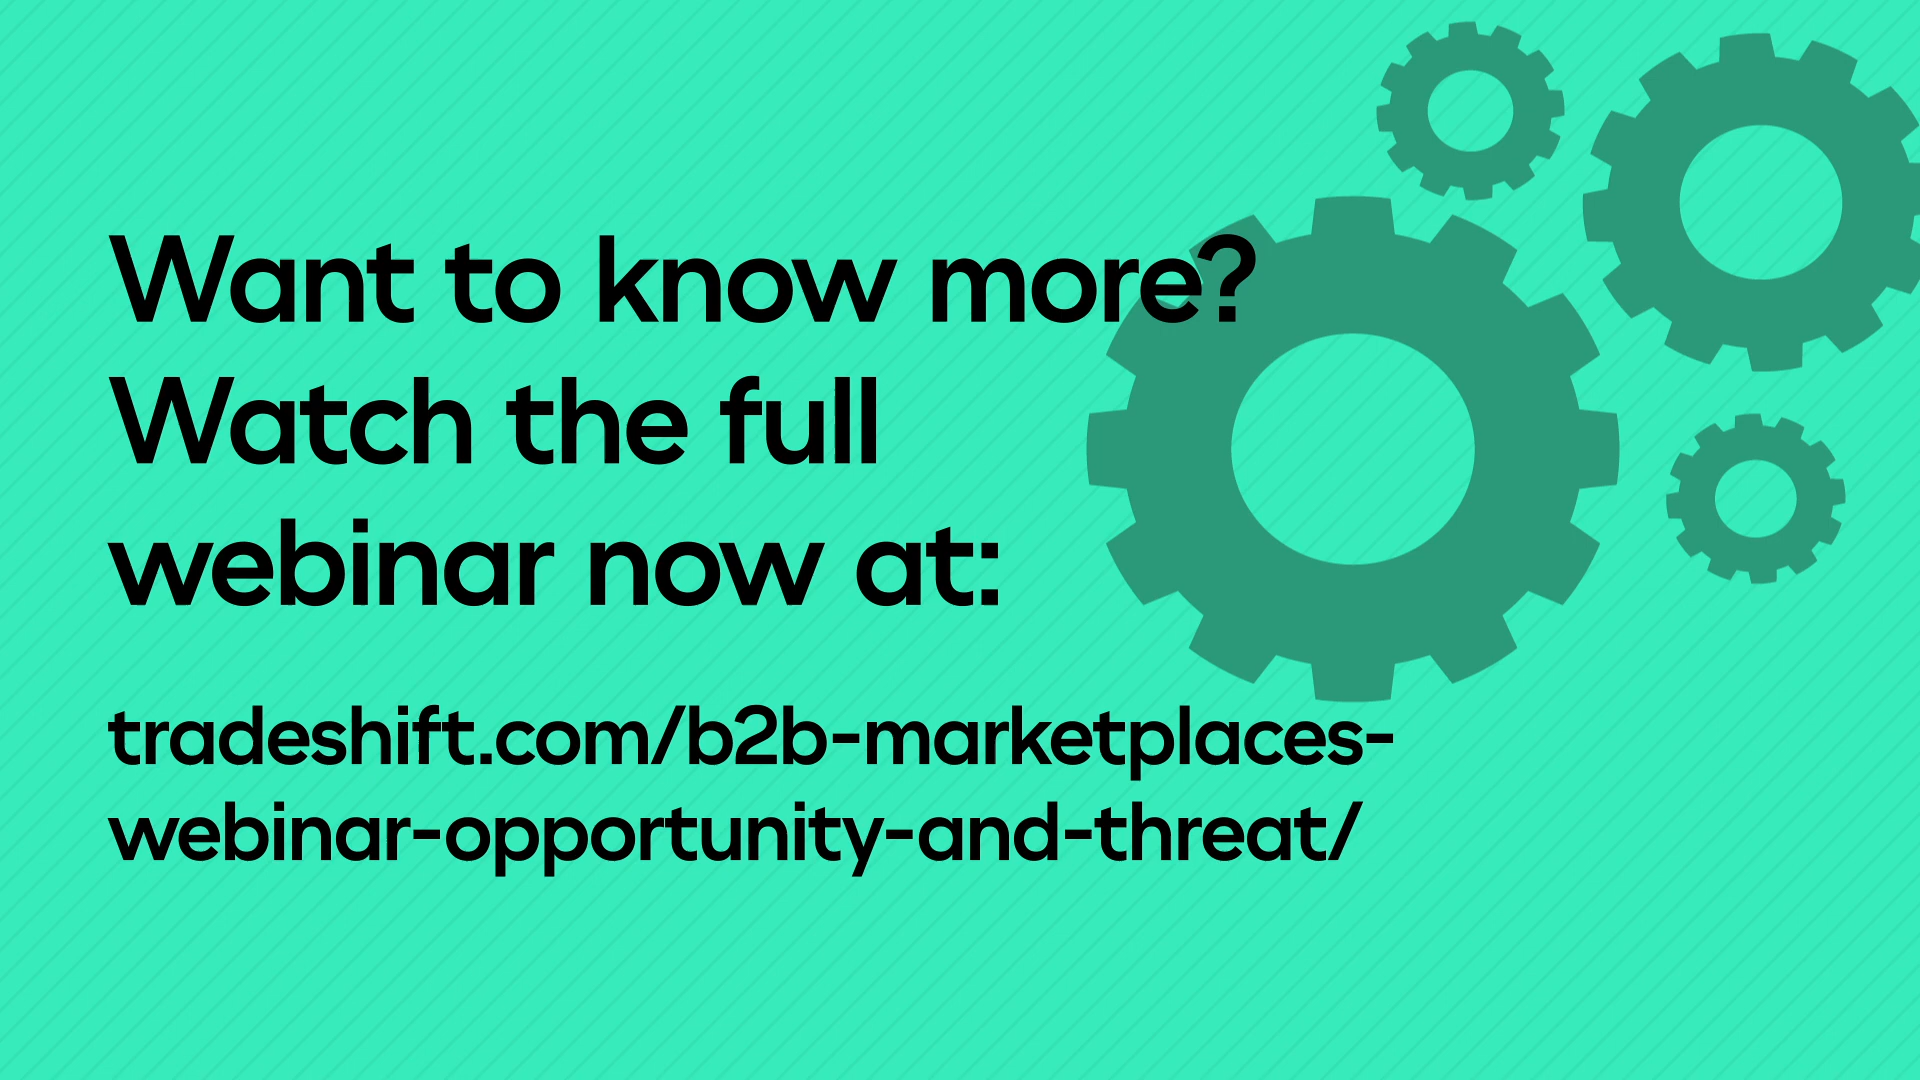 Want to know more?
Watch the full
webinar now at:
tradeshift.com/b2b-marketplaces-
webinar-opportunity-and-threat/